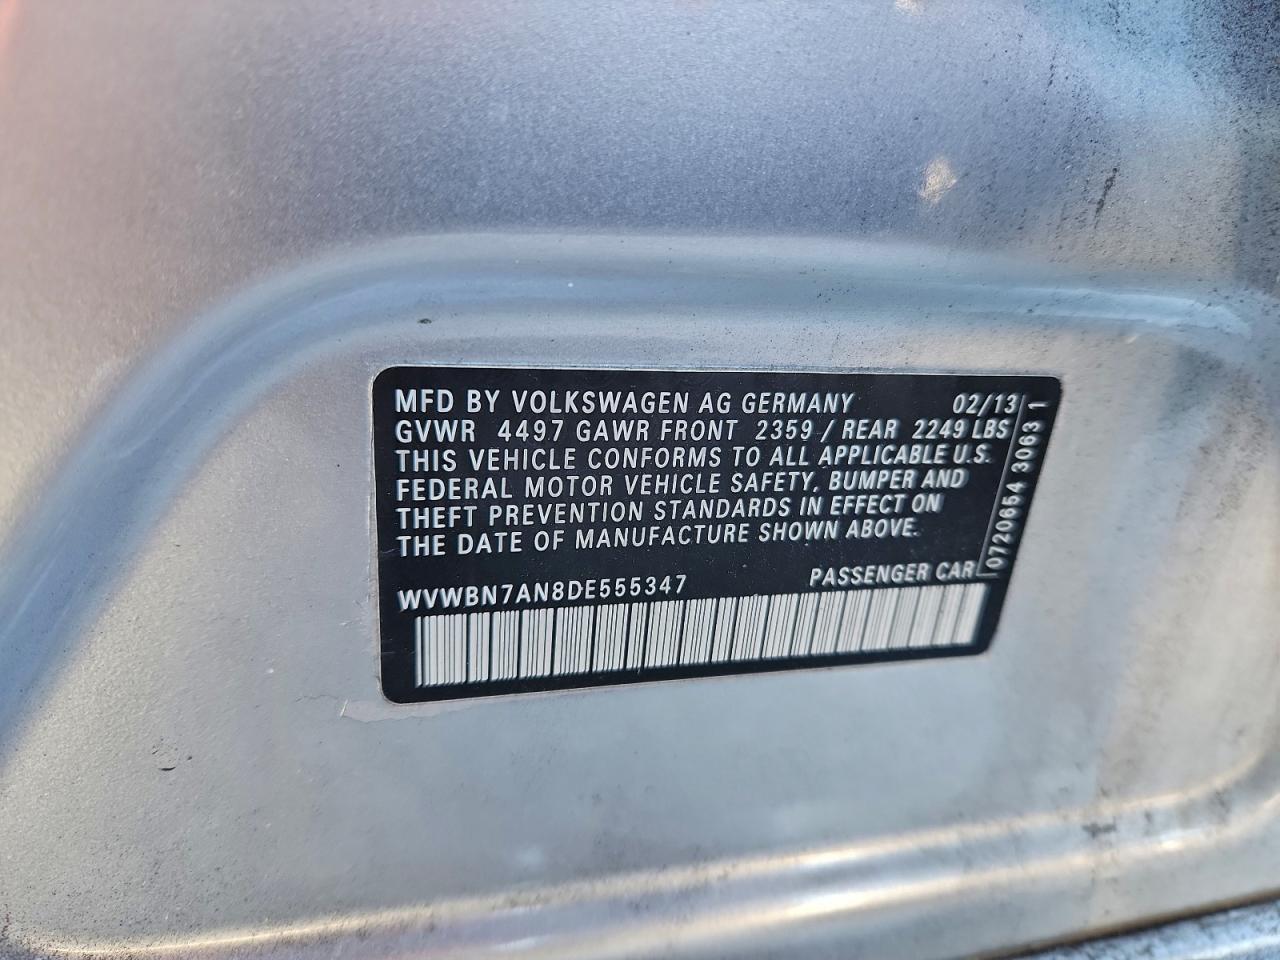 MFD BY VOLKSWAGEN AG GERMANY 02/13
GVWR 4497 GAWR FRONT 2359 / REAR 2249 LBS
THIS VEHICLE CONFORMS TO ALL APPLICABLE U.S.
FEDERAL MOTOR VEHICLE SAFETY, BUMPER AND
THEFT PREVENTION STANDARDS IN EFFECT ON
THE DATE OF MANUFACTURE SHOWN ABOVE.
WVWBN7AN8DE555347 PASSENGER CAR
0720654 3063 1